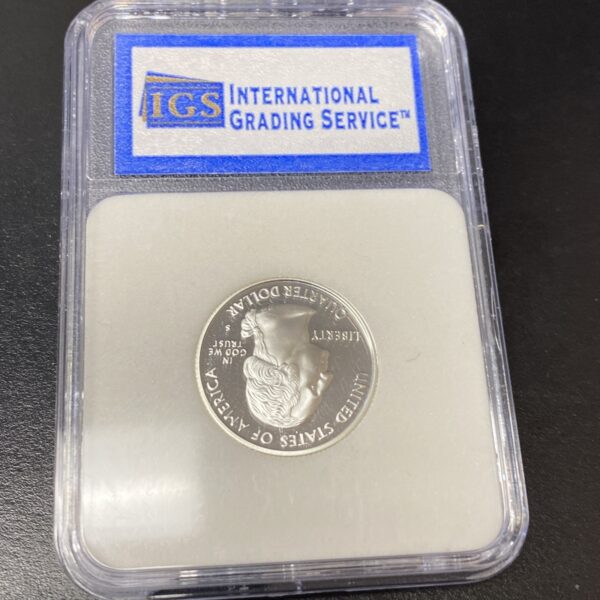 IGS
INTERNATIONAL
GRADING SERVICE™
UNITED STATES OF AMERICA
LIBERTY
IN
GOD WE
TRUST
S
QUARTER DOLLAR